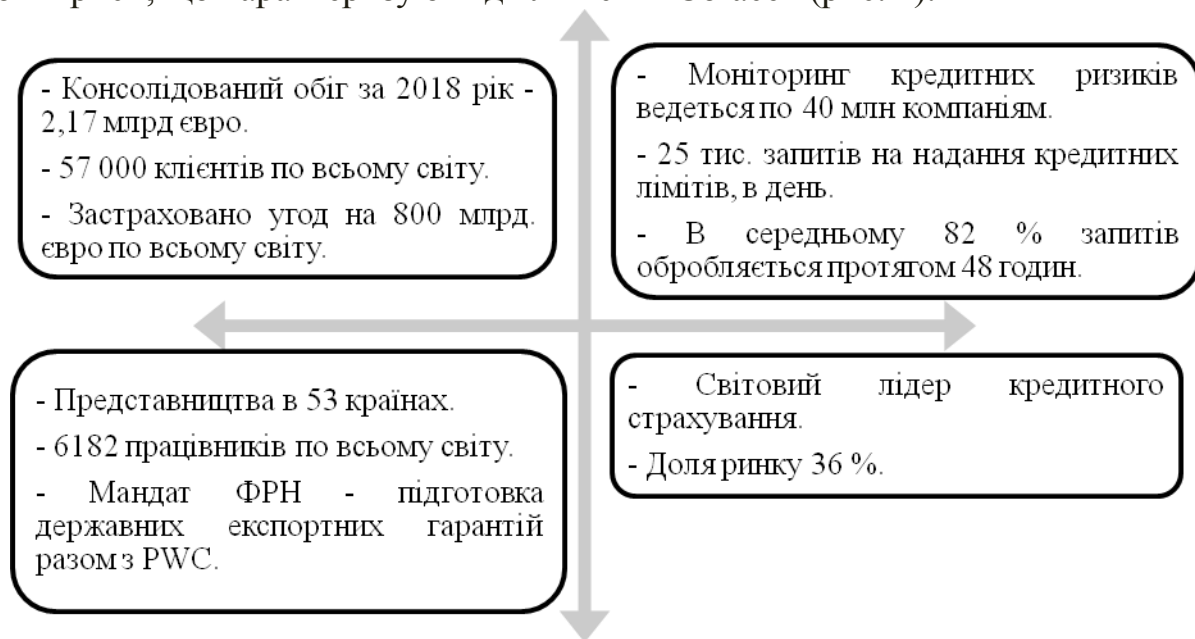 - Консолідований обіг за 2018 рік -
2,17 млрд євро.
- 57 000 клієнтів по всьому світу.
- Застраховано угод на 800 млрд.
євро по всьому світу.
- Моніторинг кредитних ризиків
ведеться по 40 млн компаніям.
- 25 тис. запитів на надання кредитних
лімітів, в день.
- В середньому 82 % запитів
обробляється протягом 48 годин.
- Представництва в 53 країнах.
- 6182 працівників по всьому світу.
- Мандат ФРН - підготовка
державних експортних гарантій
разом з PWC.
- Світовий лідер кредитного
страхування.
- Доля ринку 36 %.